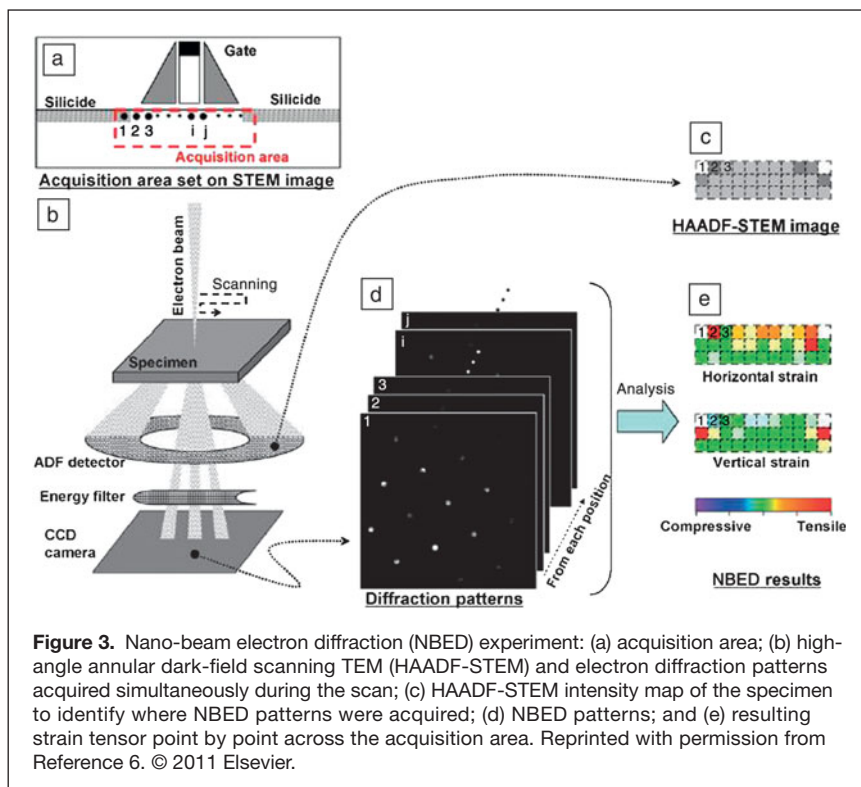 a
Gate
Silicide
Silicide
1 2 3 i j
Acquisition area
Acquisition area set on STEM image
b
Electron beam
Scanning
Specimen
ADF detector
Energy filter
CCD
camera
c
1 2 3
HAADF-STEM image
d
j
i
3
2
1
From each position
Diffraction patterns
Analysis
e
1 2 3
Horizontal strain
1 2 3
Vertical strain
Compressive Tensile
NBED results
Figure 3. Nano-beam electron diffraction (NBED) experiment: (a) acquisition area; (b) high-
angle annular dark-field scanning TEM (HAADF-STEM) and electron diffraction patterns
acquired simultaneously during the scan; (c) HAADF-STEM intensity map of the specimen
to identify where NBED patterns were acquired; (d) NBED patterns; and (e) resulting
strain tensor point by point across the acquisition area. Reprinted with permission from
Reference 6. © 2011 Elsevier.